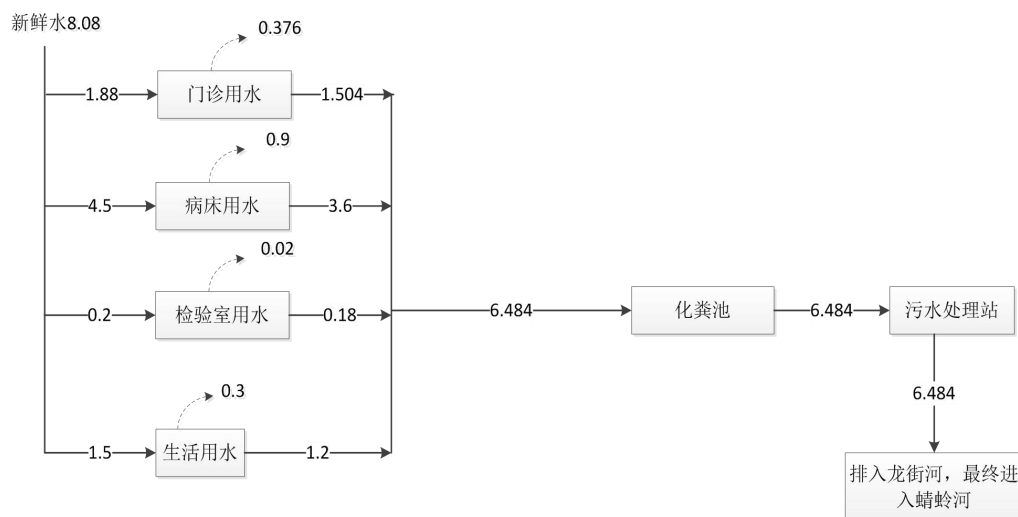 新鲜水8.08
0.376
1.88
门诊用水
1.504
0.9
4.5
病床用水
3.6
0.02
0.2
检验室用水
0.18
6.484
化粪池
6.484
污水处理站
0.3
6.484
1.5
生活用水
1.2
排入龙街河，最终进
入蜻蛉河